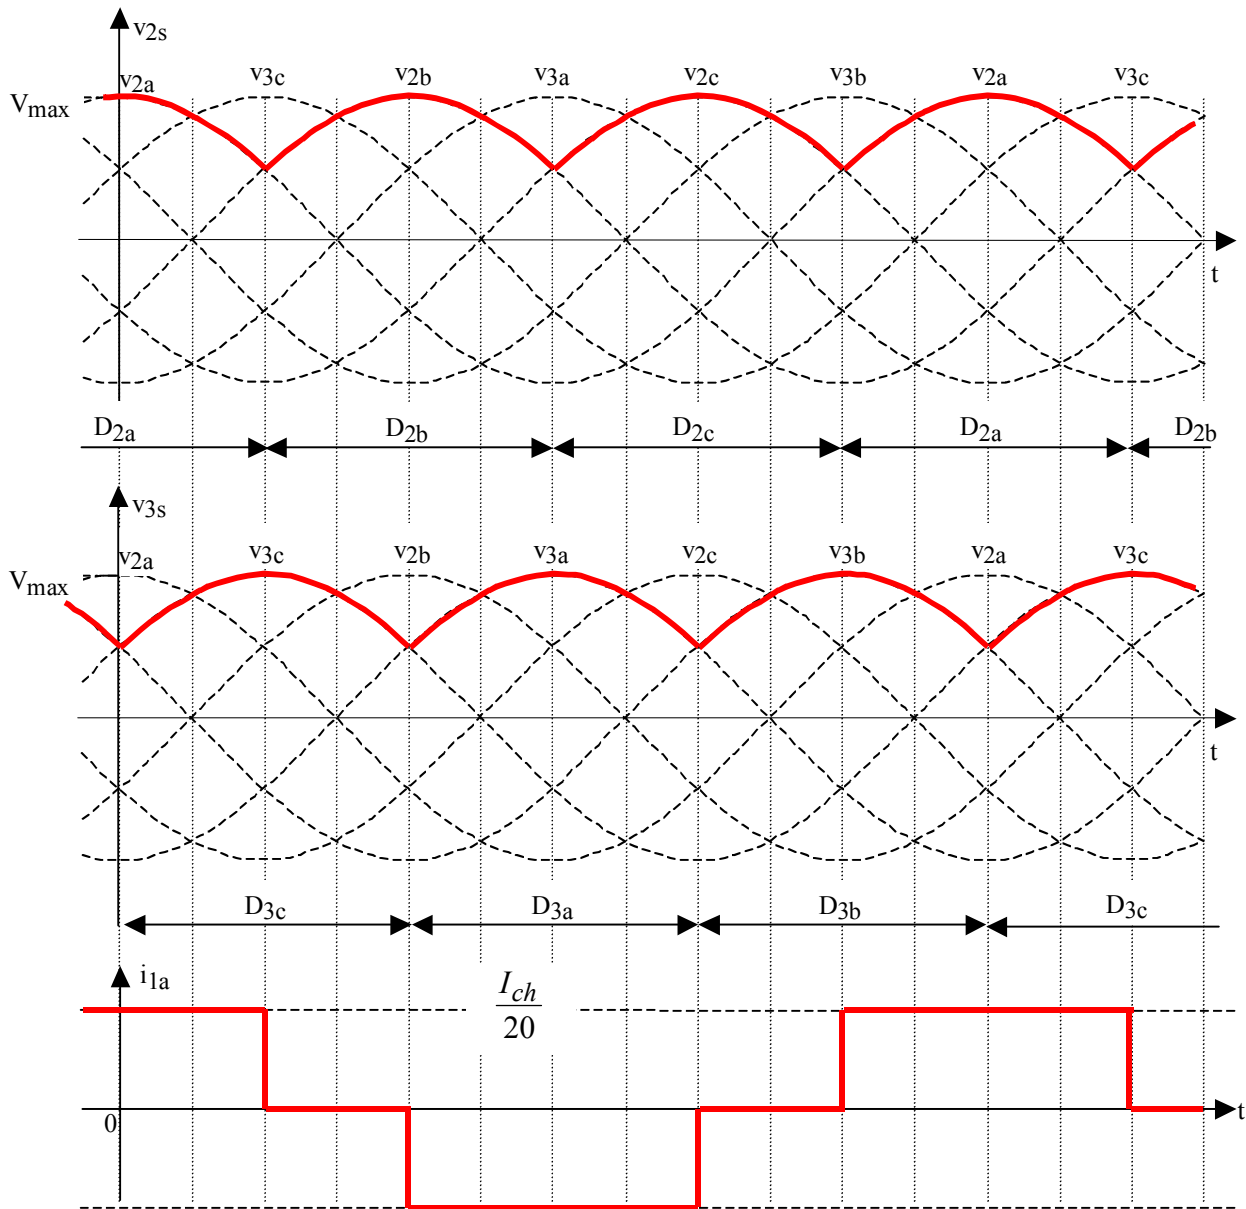 v2s
v2a v3c v2b v3a v2c v3b v2a v3c
Vmax
t
D2a D2b D2c D2a D2b
v3s
v2a v3c v2b v3a v2c v3b v2a v3c
Vmax
t
D3c D3a D3b D3c
i1a
Ich
20
0
t